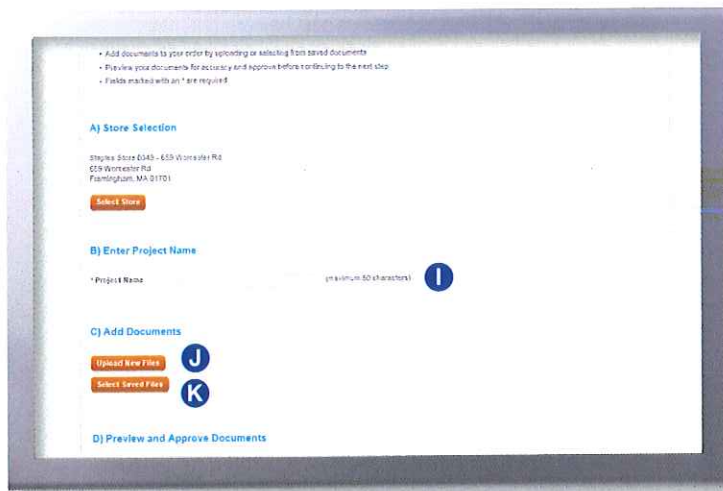 • Add documents to your order by uploading or selecting from saved documents
• Preview your documents for accuracy and approve before continuing to the next step
• Fields marked with an * are required
A) Store Selection
Staples Store 0349 - 659 Worcester Rd
659 Worcester Rd
Framingham, MA 01701
Select Store
B) Enter Project Name
* Project Name (maximum 50 characters) I
C) Add Documents
Upload New Files J
Select Saved Files K
D) Preview and Approve Documents